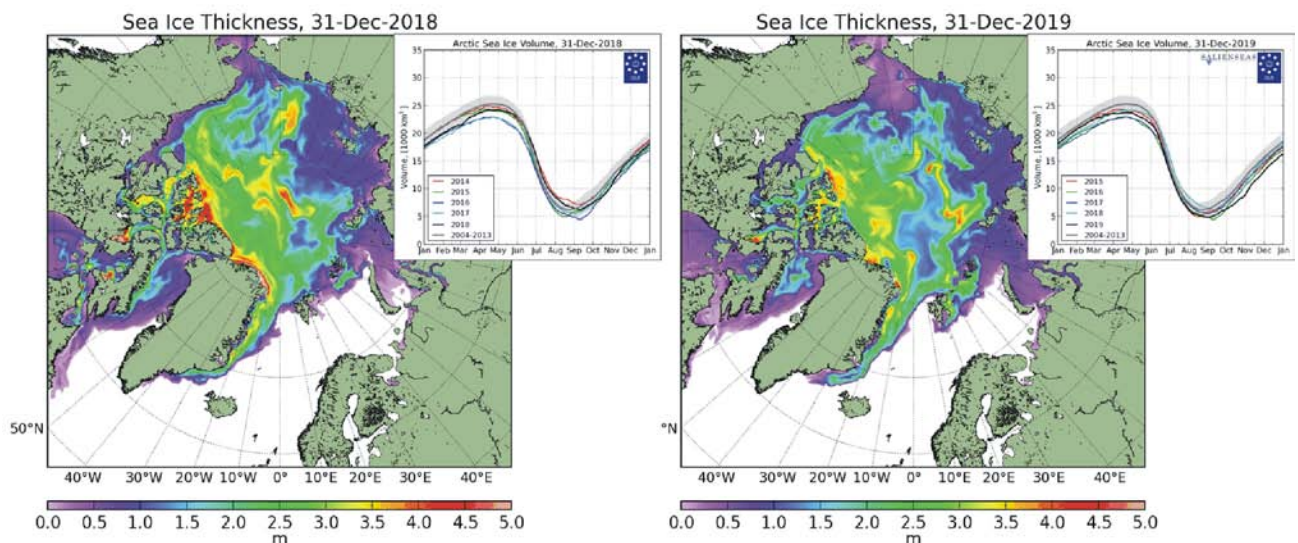 Sea Ice Thickness, 31-Dec-2018
Arctic Sea Ice Volume, 31-Dec-2018
35
30
25
20
15
10
5
0
Volume, [1000 km³]
2014
2015
2016
2017
2018
2004-2013
Jan Feb Mar Apr May Jun Jul Aug Sep Oct Nov Dec Jan
50°N
40°W 30°W 20°W 10°W 0° 10°E 20°E 30°E 40°E
0.0 0.5 1.0 1.5 2.0 2.5 3.0 3.5 4.0 4.5 5.0
m
Sea Ice Thickness, 31-Dec-2019
Arctic Sea Ice Volume, 31-Dec-2019
SALIENSEAS
35
30
25
20
15
10
5
0
Volume, [1000 km³]
2015
2016
2017
2018
2019
2004-2013
Jan Feb Mar Apr May Jun Jul Aug Sep Oct Nov Dec Jan
°N
40°W 30°W 20°W 10°W 0° 10°E 20°E 30°E 40°E
0.0 0.5 1.0 1.5 2.0 2.5 3.0 3.5 4.0 4.5 5.0
m